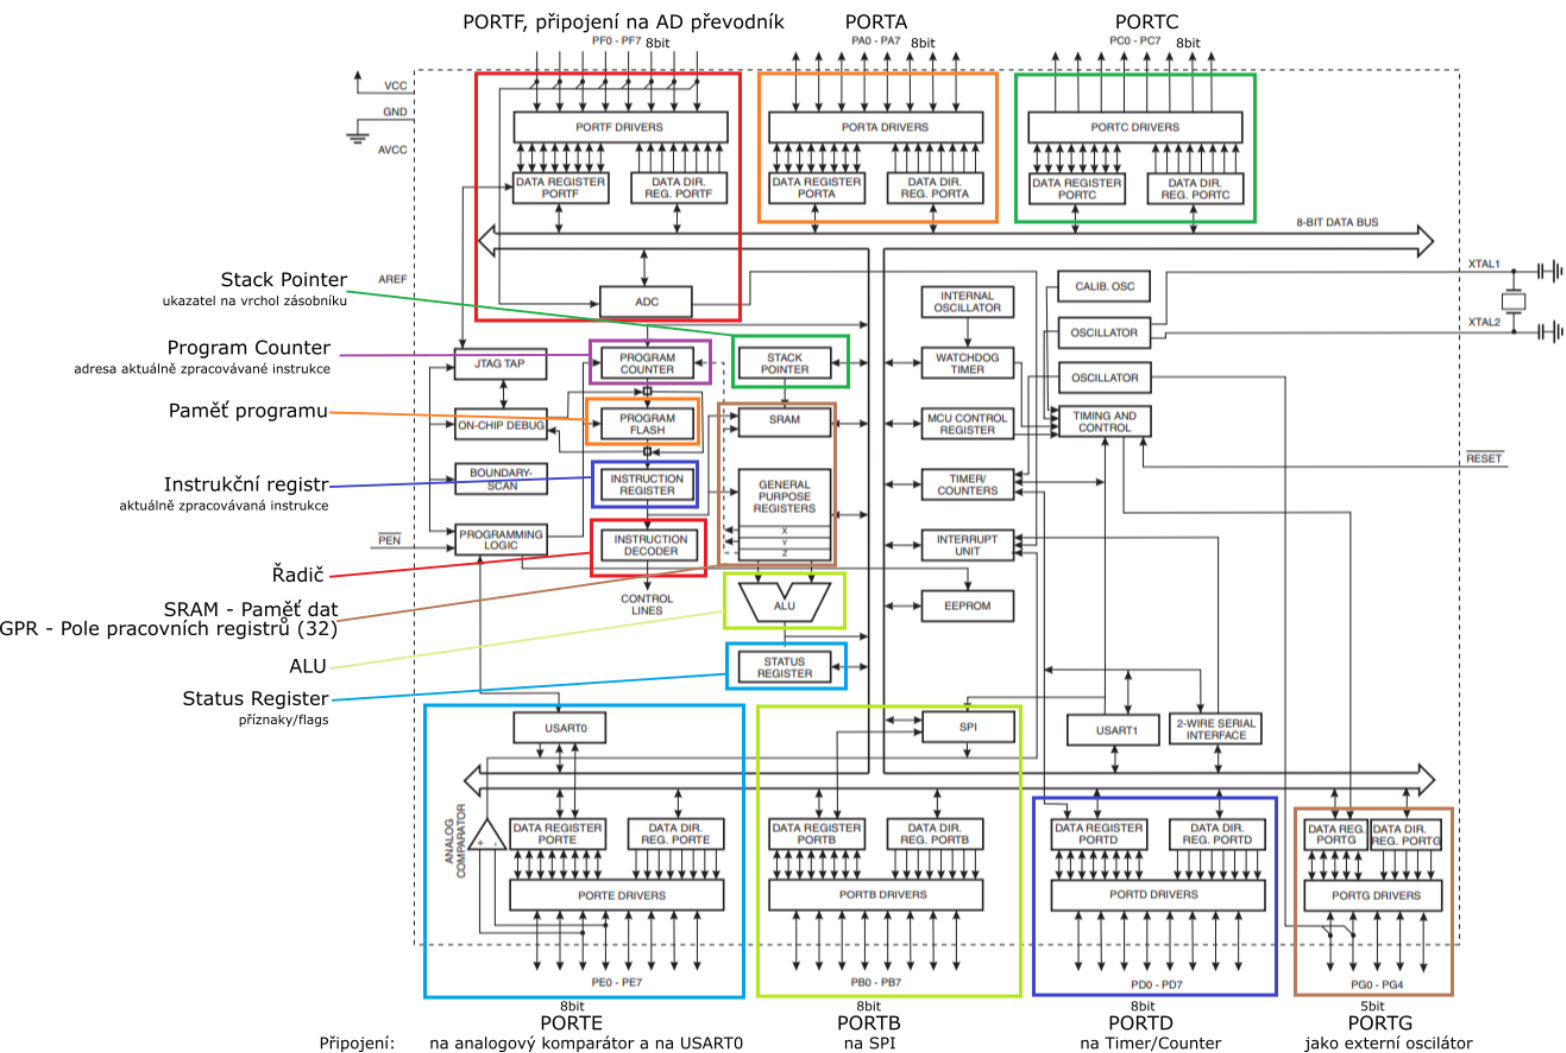 PORTF, připojení na AD převodník
PORTA
PORTC
PF0 - PF7 8bit
PA0 - PA7 8bit
PC0 - PC7 8bit
VCC
GND
AVCC
PORTF DRIVERS
PORTA DRIVERS
PORTC DRIVERS
DATA REGISTER
PORTF
DATA DIR.
REG. PORTF
DATA REGISTER
PORTA
DATA DIR.
REG. PORTA
DATA REGISTER
PORTC
DATA DIR.
REG. PORTC
8-BIT DATA BUS
Stack Pointer
ukazatel na vrchol zásobníku
AREF
ADC
INTERNAL
OSCILLATOR
CALIB. OSC
XTAL1
OSCILLATOR
XTAL2
Program Counter
adresa aktuálně zpracovávané instrukce
JTAG TAP
PROGRAM
COUNTER
STACK
POINTER
WATCHDOG
TIMER
OSCILLATOR
Paměť programu
ON-CHIP DEBUG
PROGRAM
FLASH
SRAM
MCU CONTROL
REGISTER
TIMING AND
CONTROL
RESET
Instrukční registr
aktuálně zpracovávaná instrukce
BOUNDARY-
SCAN
INSTRUCTION
REGISTER
GENERAL
PURPOSE
REGISTERS
X
Y
Z
TIMER/
COUNTERS
PEN
PROGRAMMING
LOGIC
INSTRUCTION
DECODER
INTERRUPT
UNIT
Řadič
CONTROL
LINES
ALU
EEPROM
SRAM - Paměť dat
GPR - Pole pracovních registrů (32)
ALU
STATUS
REGISTER
Status Register
příznaky/flags
USART0
SPI
USART1
2-WIRE SERIAL
INTERFACE
ANALOG
COMPARATOR
+ -
DATA REGISTER
PORTE
DATA DIR.
REG. PORTE
DATA REGISTER
PORTB
DATA DIR.
REG. PORTB
DATA REGISTER
PORTD
DATA DIR.
REG. PORTD
DATA REG.
PORTG
DATA DIR.
REG. PORTG
PORTE DRIVERS
PORTB DRIVERS
PORTD DRIVERS
PORTG DRIVERS
PE0 - PE7
PB0 - PB7
PD0 - PD7
PG0 - PG4
8bit
8bit
8bit
5bit
PORTE
PORTB
PORTD
PORTG
Připojení:
na analogový komparátor a na USART0
na SPI
na Timer/Counter
jako externí oscilátor